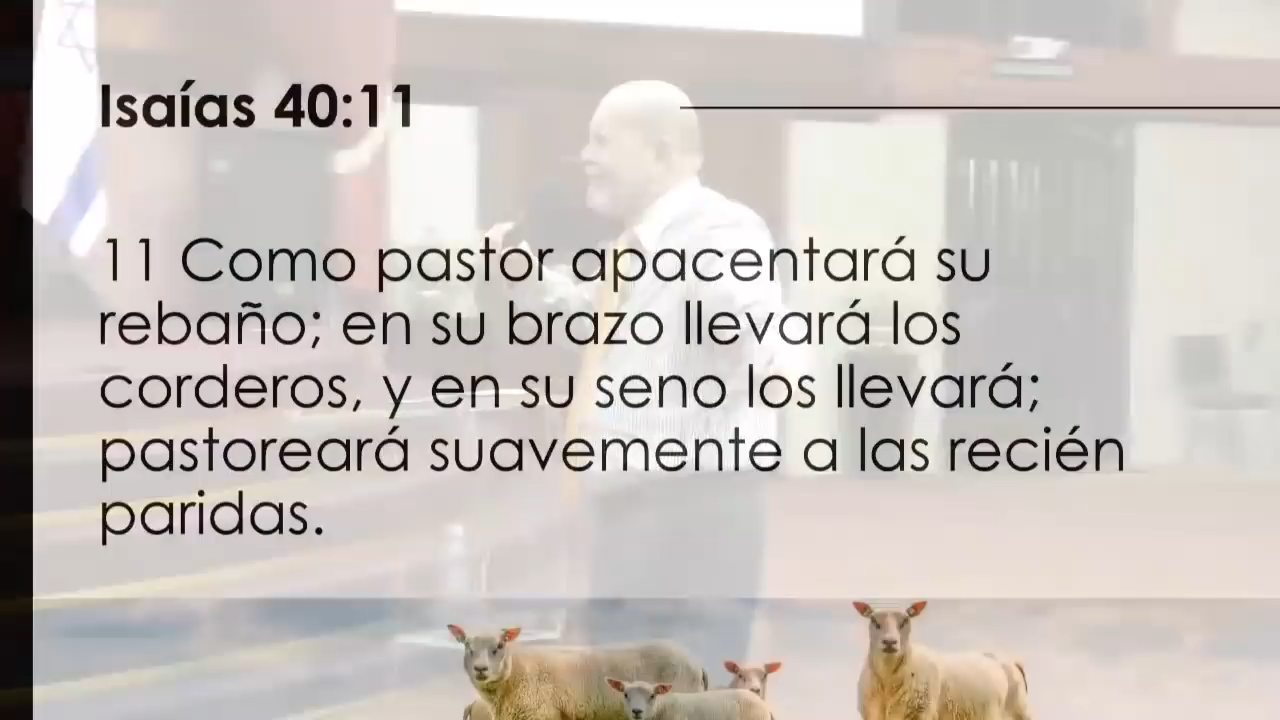 Isaías 40:11
11 Como pastor apacentará su
rebaño; en su brazo llevará los
corderos, y en su seno los llevará;
pastoreará suavemente a las recién
paridas.